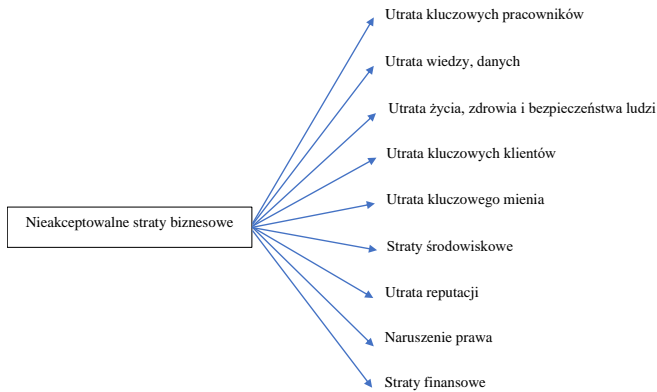 Utrata kluczowych pracowników
Utrata wiedzy, danych
Utrata życia, zdrowia i bezpieczeństwa ludzi
Utrata kluczowych klientów
Utrata kluczowego mienia
Nieakceptowalne straty biznesowe
Straty środowiskowe
Utrata reputacji
Naruszenie prawa
Straty finansowe